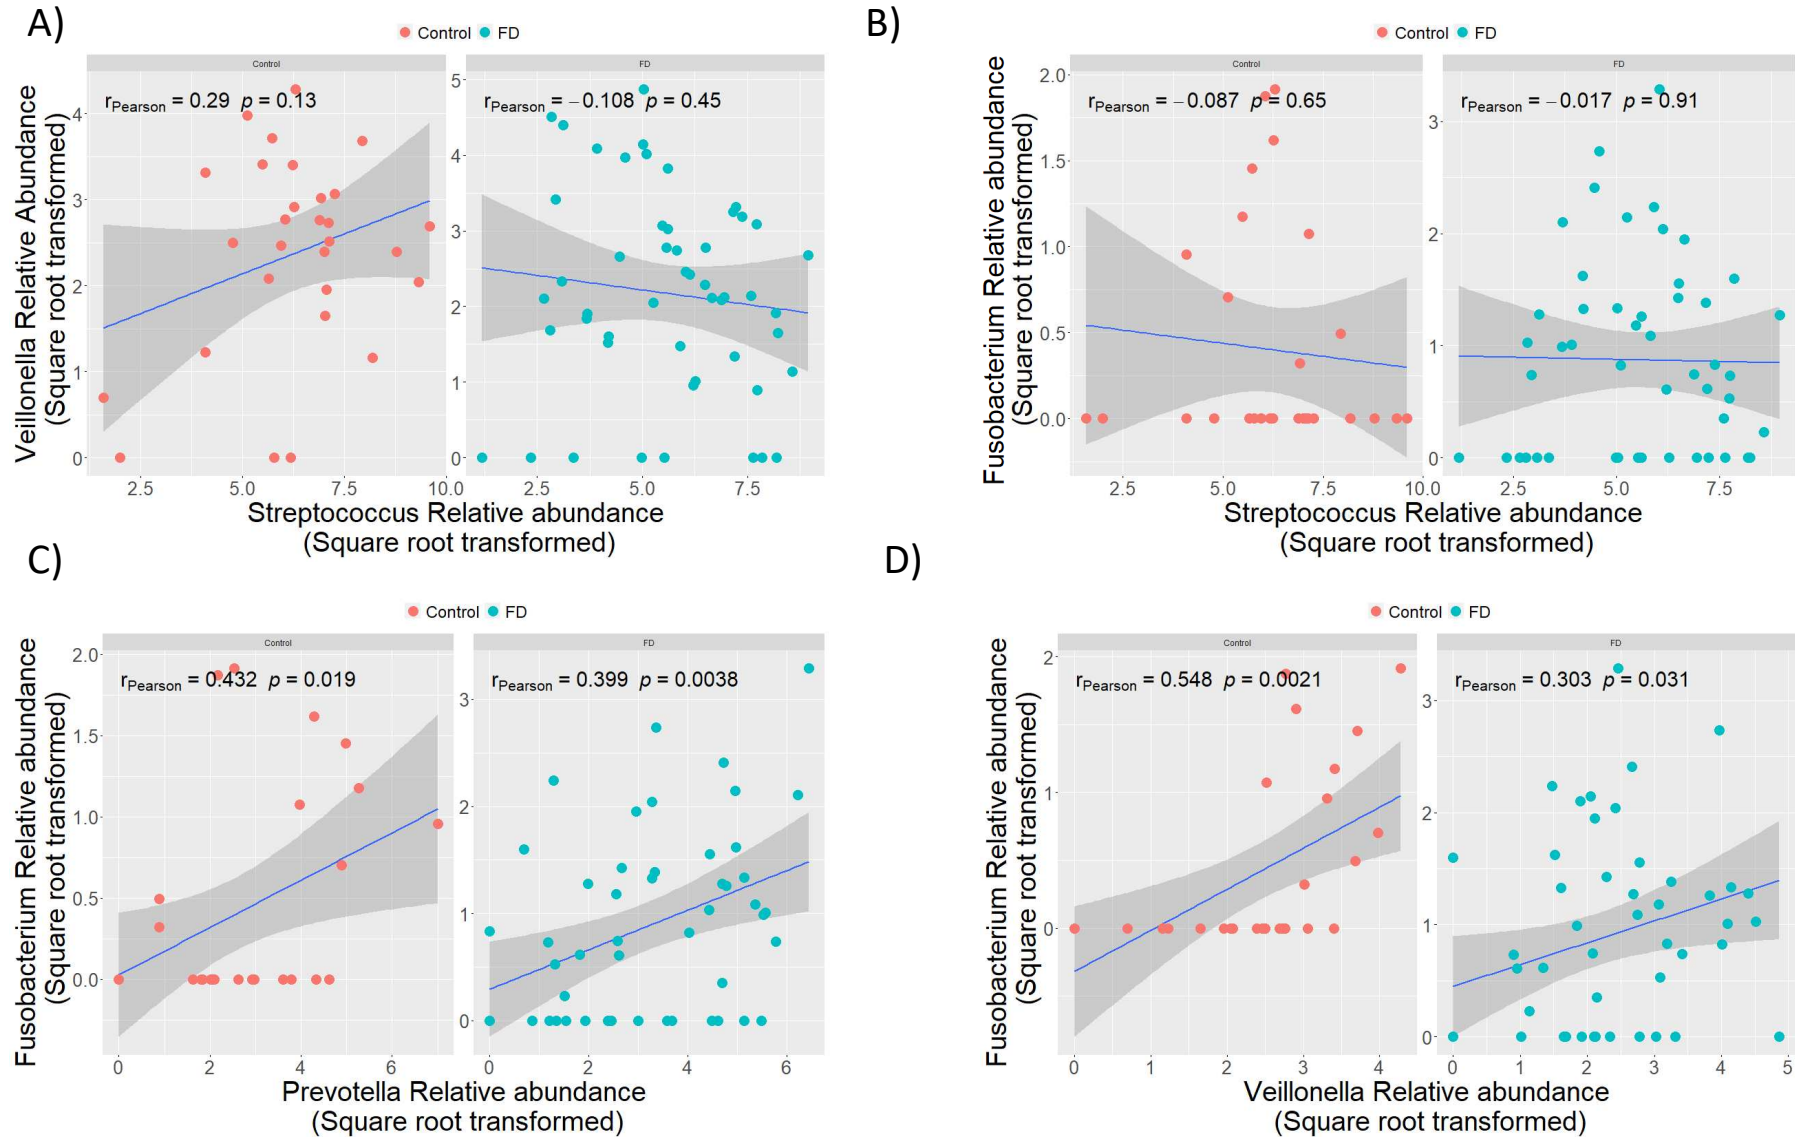 A)
Control FD
Control
FD
Veillonella Relative Abundance
(Square root transformed)
rPearson = 0.29 p = 0.13
rPearson = −0.108 p = 0.45
4
3
2
1
0
5
4
3
2
1
0
2.5 5.0 7.5 10.0
2.5 5.0 7.5
Streptococcus Relative abundance
(Square root transformed)
B)
Control FD
Control
FD
Fusobacterium Relative abundance
(Square root transformed)
rPearson = −0.087 p = 0.65
rPearson = −0.017 p = 0.91
2.0
1.5
1.0
0.5
0.0
3
2
1
0
2.5 5.0 7.5 10.0
2.5 5.0 7.5
Streptococcus Relative abundance
(Square root transformed)
C)
Control FD
Control
FD
Fusobacterium Relative abundance
(Square root transformed)
rPearson = 0.432 p = 0.019
rPearson = 0.399 p = 0.0038
2.0
1.5
1.0
0.5
0.0
3
2
1
0
0 2 4 6
0 2 4 6
Prevotella Relative abundance
(Square root transformed)
D)
Control FD
Control
FD
Fusobacterium Relative abundance
(Square root transformed)
rPearson = 0.548 p = 0.0021
rPearson = 0.303 p = 0.031
2
1
0
3
2
1
0
0 1 2 3 4
0 1 2 3 4 5
Veillonella Relative abundance
(Square root transformed)